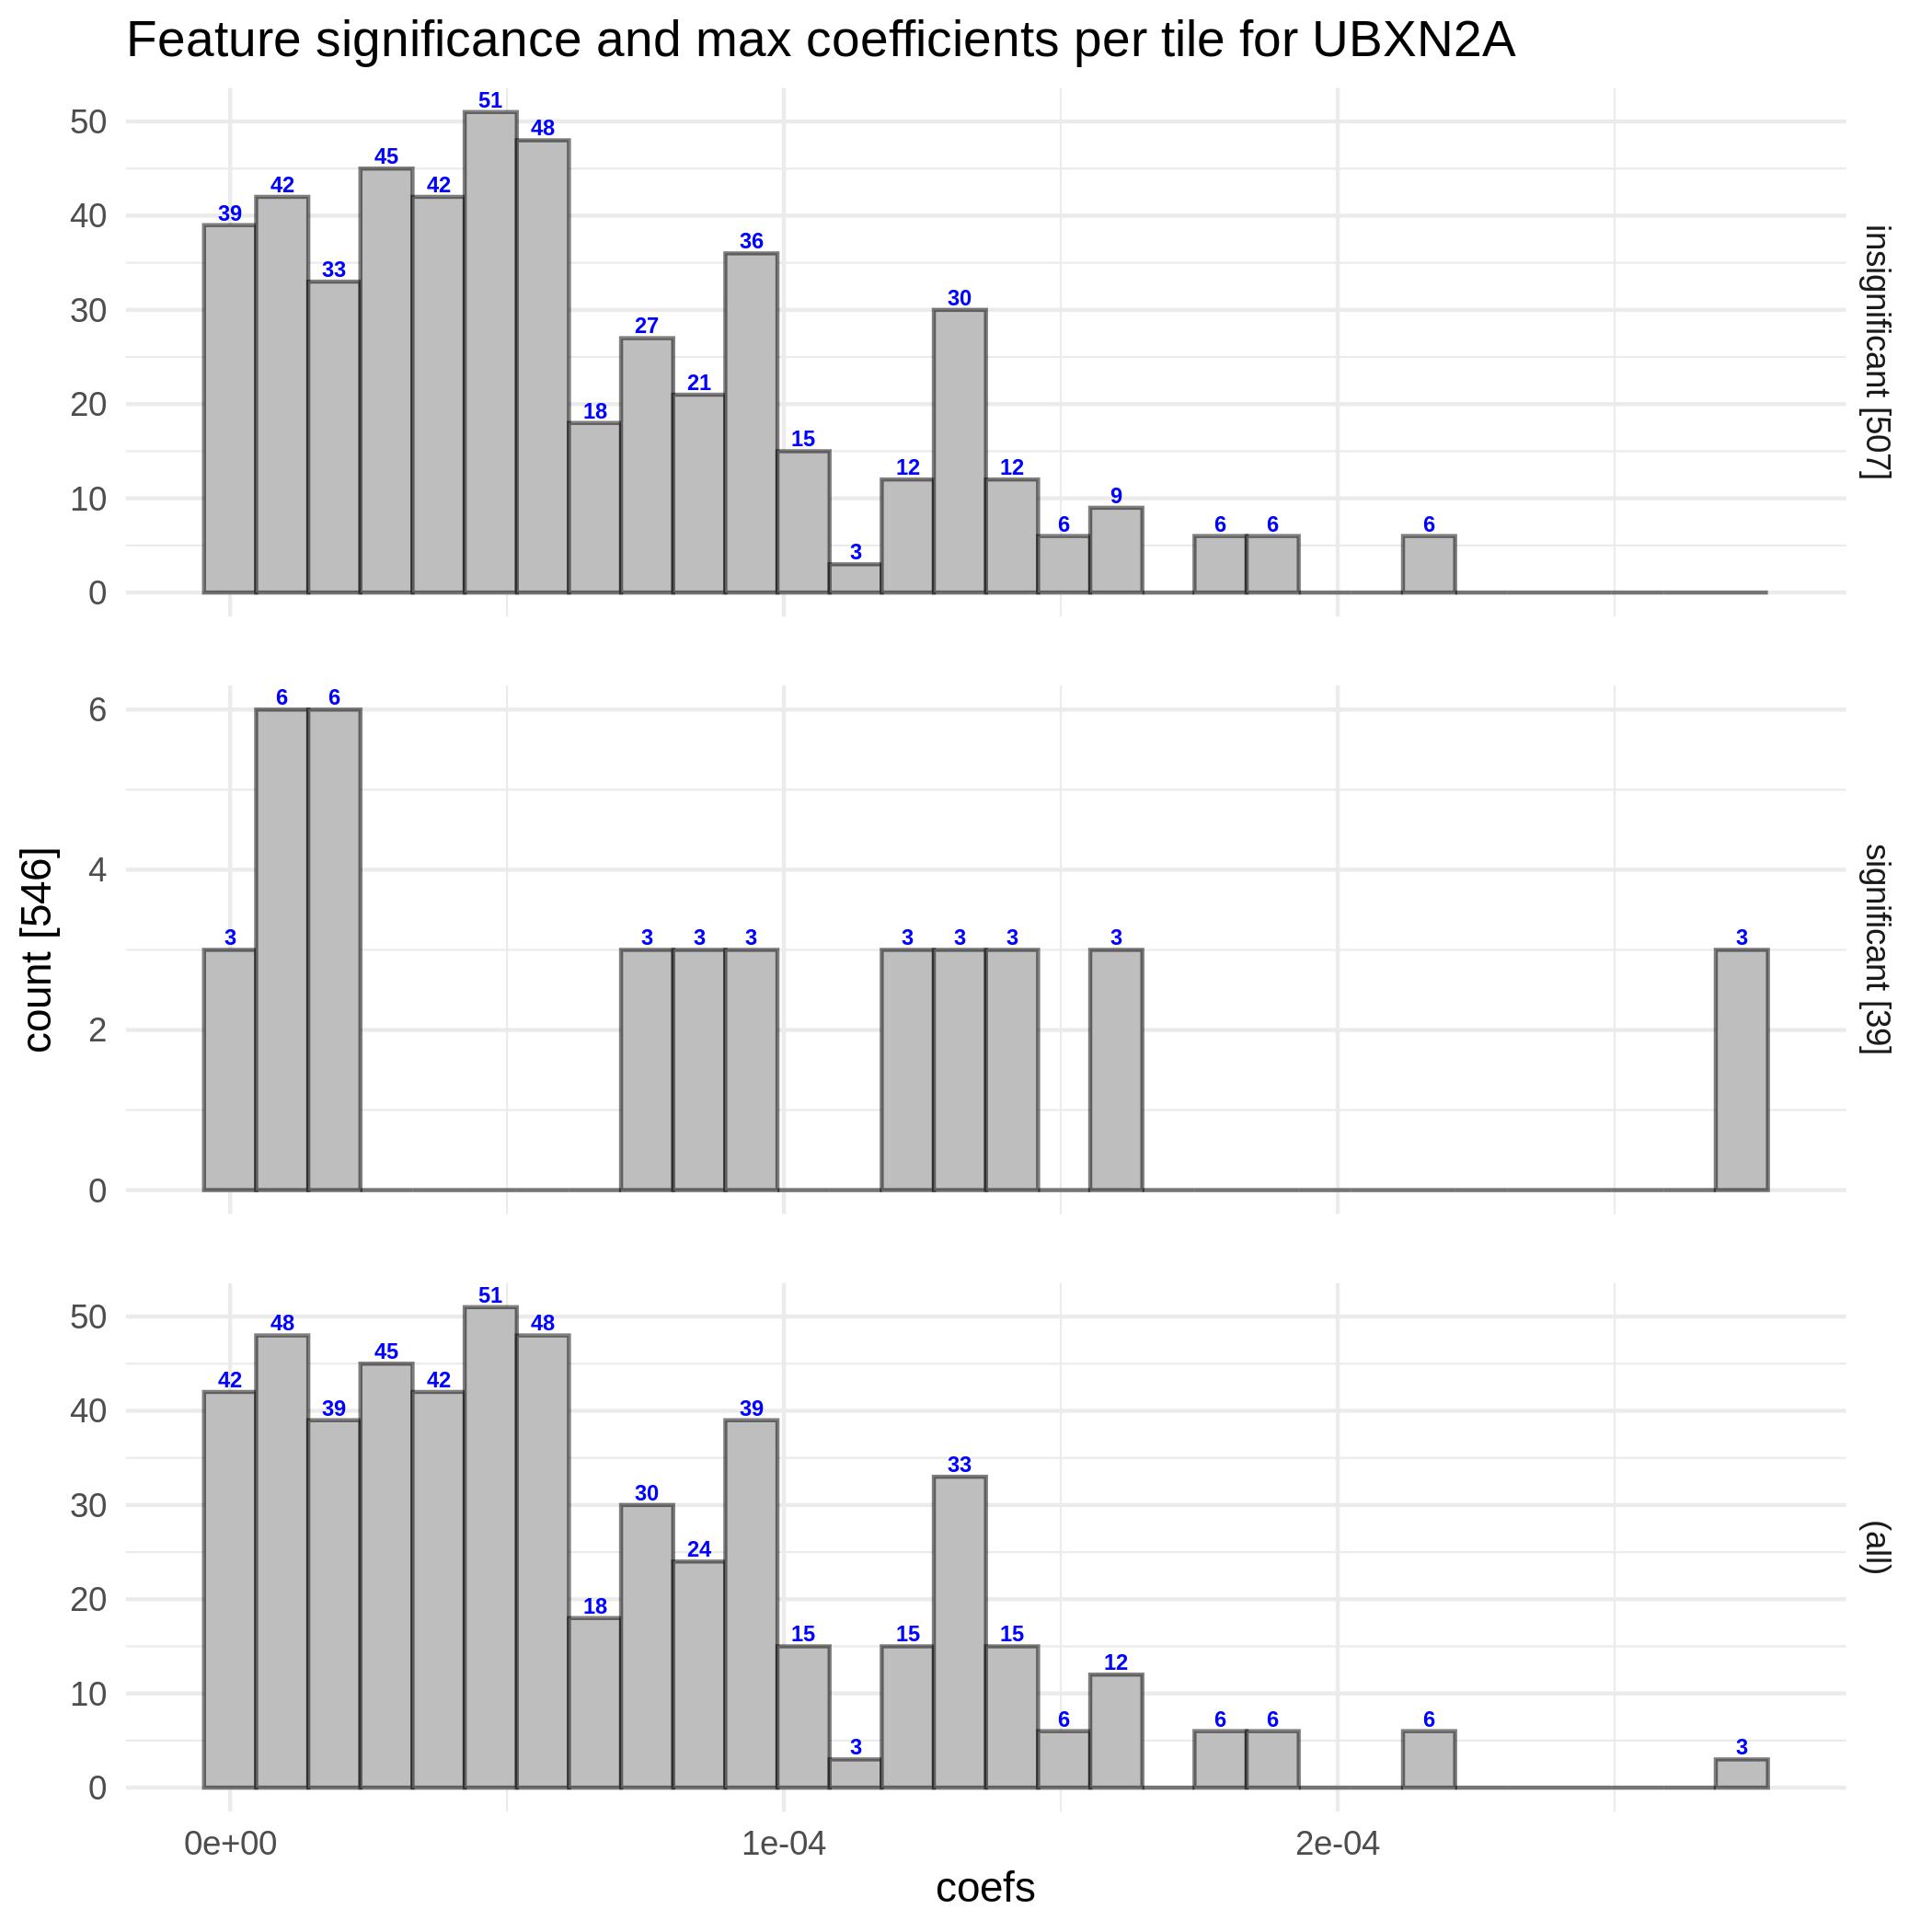 Feature significance and max coefficients per tile for UBXN2A
50
40
30
20
10
0
39 42 33 45 42 51 48 18 27 21 36 15 3 12 30 12 6 9 6 6 6
insignificant [507]
count [546]
6
4
2
0
3 6 6 3 3 3 3 3 3 3 3
significant [39]
50
40
30
20
10
0
42 48 39 45 42 51 48 18 30 24 39 15 3 15 33 15 6 12 6 6 6 3
(all)
0e+00 1e-04 2e-04
coefs